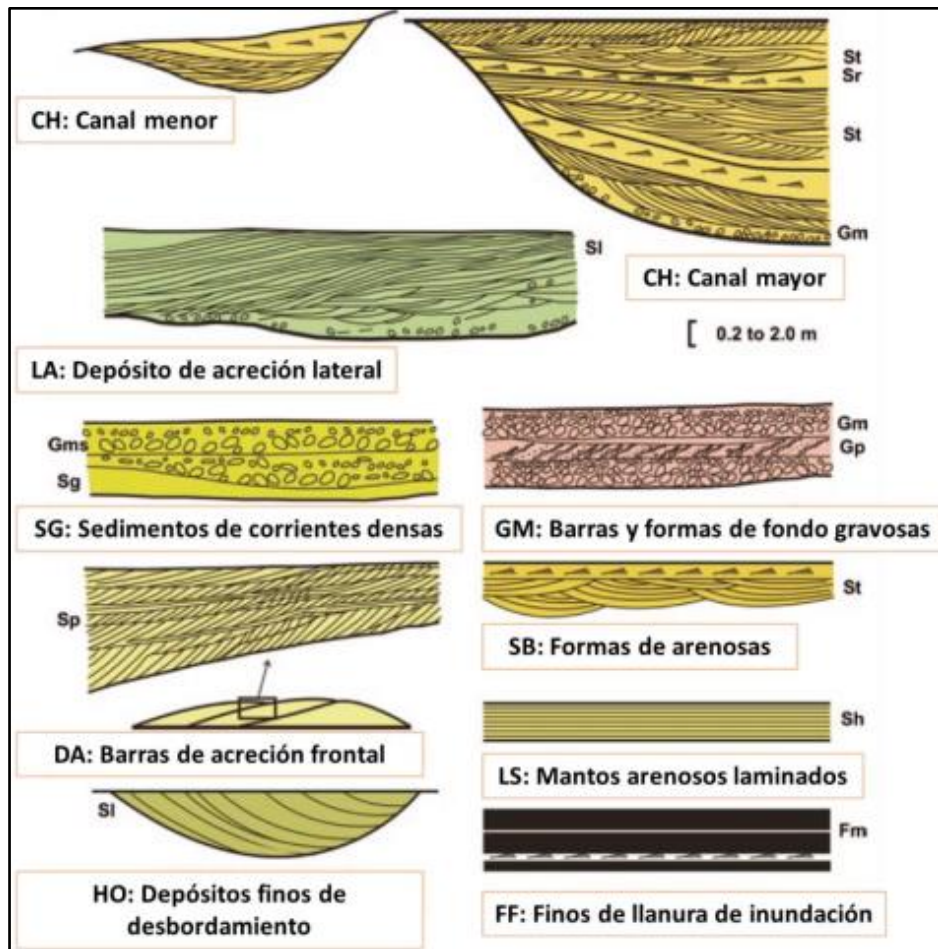 St
Sr
CH: Canal menor
St
Gm
Sl
CH: Canal mayor
0.2 to 2.0 m
LA: Depósito de acreción lateral
Gms
Sg
Gm
Gp
SG: Sedimentos de corrientes densas
GM: Barras y formas de fondo gravosas
Sp
St
SB: Formas de arenosas
Sh
DA: Barras de acreción frontal
LS: Mantos arenosos laminados
Sl
Fm
HO: Depósitos finos de
desbordamiento
FF: Finos de llanura de inundación